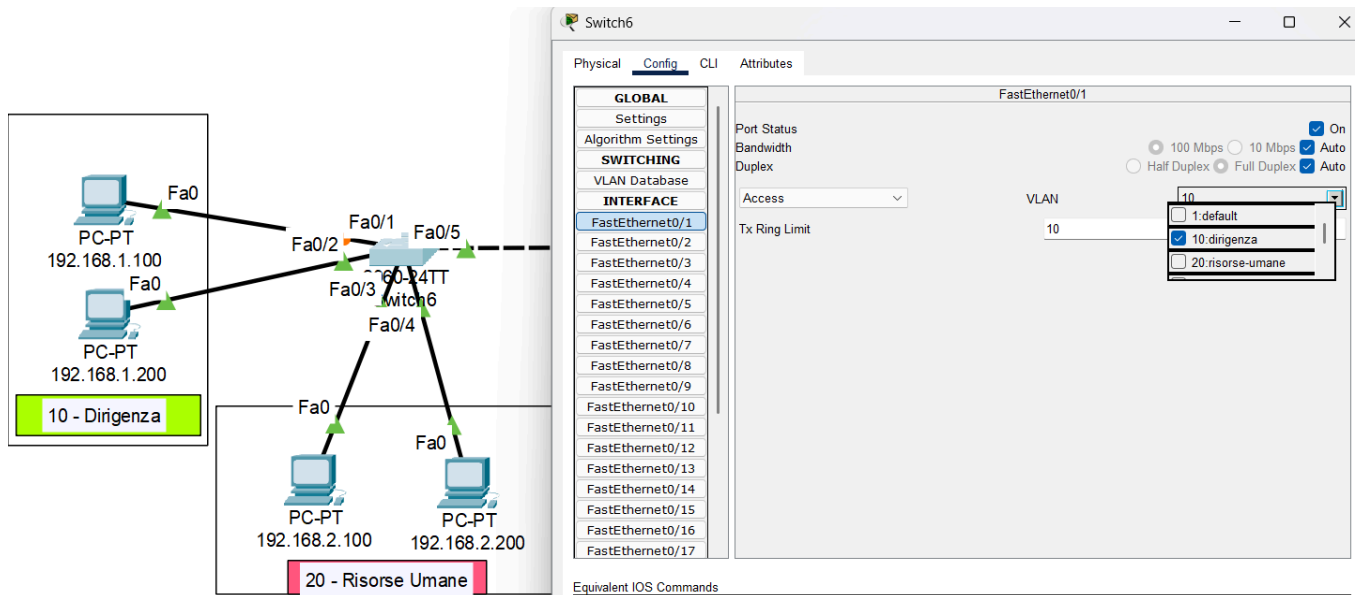 Switch6
Physical Config CLI Attributes
GLOBAL
Settings
Algorithm Settings
SWITCHING
VLAN Database
INTERFACE
FastEthernet0/1
FastEthernet0/2
FastEthernet0/3
FastEthernet0/4
FastEthernet0/5
FastEthernet0/6
FastEthernet0/7
FastEthernet0/8
FastEthernet0/9
FastEthernet0/10
FastEthernet0/11
FastEthernet0/12
FastEthernet0/13
FastEthernet0/14
FastEthernet0/15
FastEthernet0/16
FastEthernet0/17
FastEthernet0/1
Port Status On
Bandwidth 100 Mbps 10 Mbps Auto
Duplex Half Duplex Full Duplex Auto
Access VLAN 10
1:default
10:dirigenza
20:risorse-umane
Tx Ring Limit 10
Equivalent IOS Commands
Fa0
PC-PT
192.168.1.100
Fa0
PC-PT
192.168.1.200
10 - Dirigenza
Fa0/1
Fa0/2
Fa0/5
Fa0/3
Fa0/4
60-24TT
witch6
Fa0
PC-PT
192.168.2.100
Fa0
PC-PT
192.168.2.200
20 - Risorse Umane